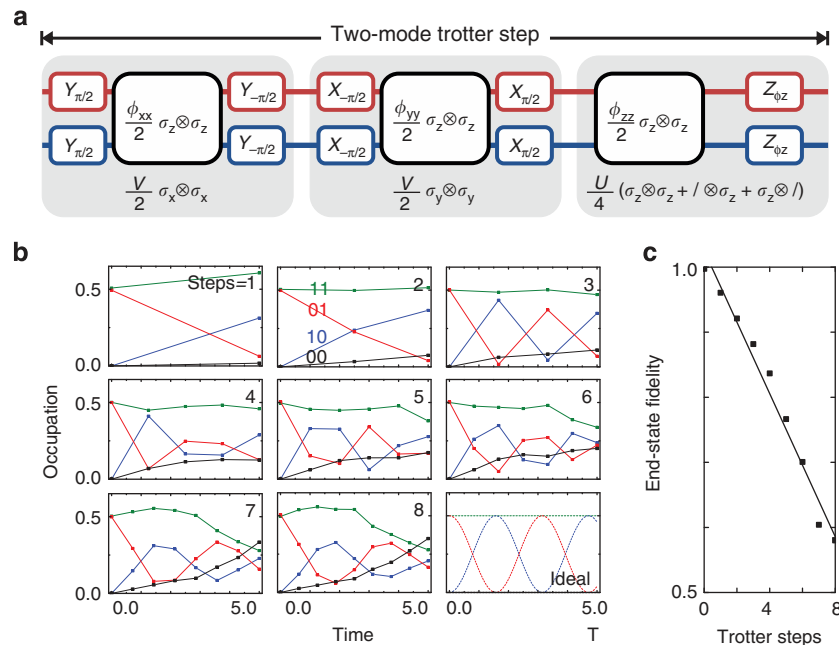 a
Two-mode trotter step
Yπ/2 Y−π/2 X−π/2 Xπ/2 Zϕz
ϕxx/2 σz⊗σz ϕyy/2 σz⊗σz ϕzz/2 σz⊗σz
Yπ/2 Y−π/2 X−π/2 Xπ/2 Zϕz
V/2 σx⊗σx V/2 σy⊗σy U/4 (σz⊗σz + I ⊗σz + σz⊗ I)
b
c
Occupation
0.5
0.0
Steps=1
11
01
10
00
2
3
0.5
0.0
4
5
6
0.5
0.0
7
8
Ideal
0.0 5.0 0.0 5.0 0.0 5.0
Time T
End-state fidelity
1.0
0.5
0 4 8
Trotter steps